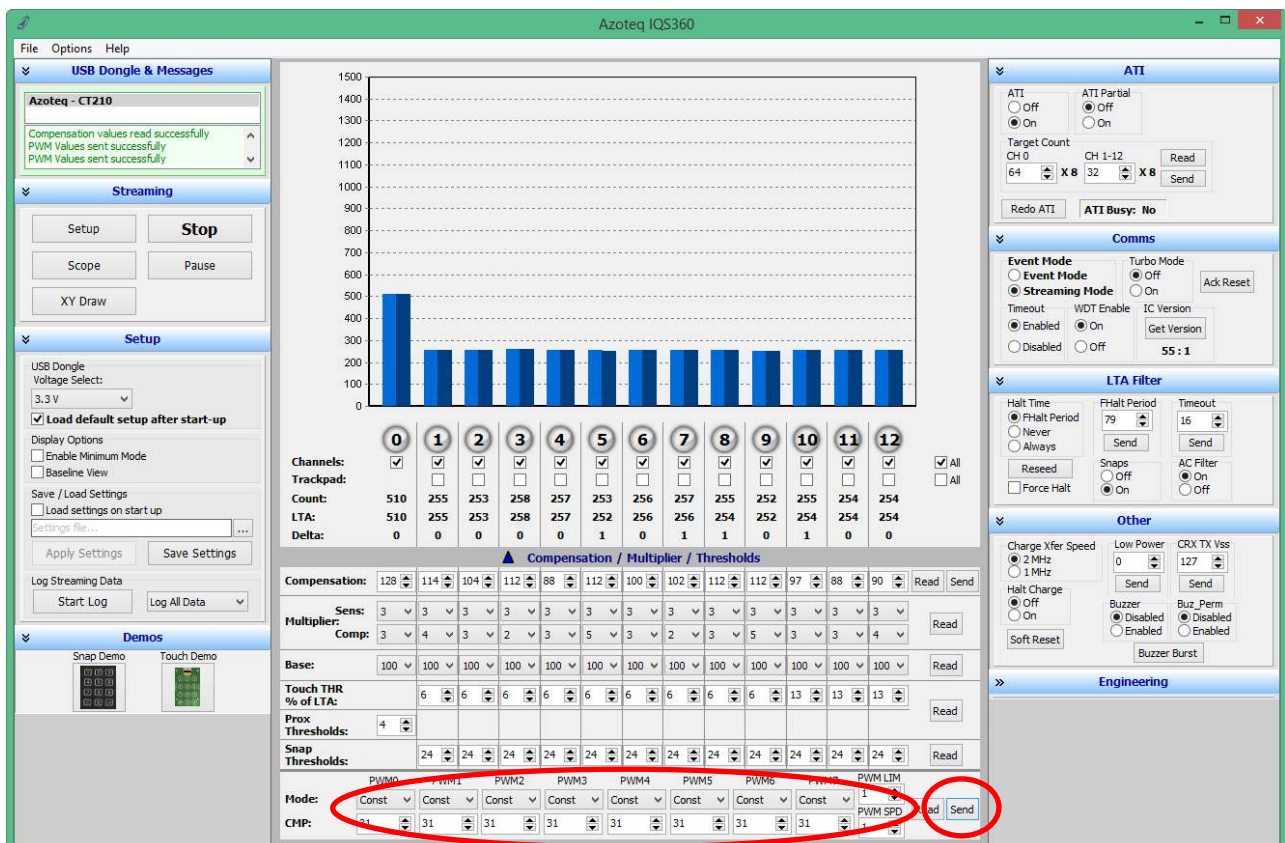 Azoteq IQS360
File Options Help
USB Dongle & Messages
Azoteq - CT210
Compensation values read successfully
PWM Values sent successfully
PWM Values sent successfully
Streaming
Setup Stop
Scope Pause
XY Draw
Setup
USB Dongle
Voltage Select:
3.3 V
Load default setup after start-up
Display Options
Enable Minimum Mode
Baseline View
Save / Load Settings
Load settings on start up
Settings file... ...
Apply Settings Save Settings
Log Streaming Data
Start Log Log All Data
Demos
Snap Demo Touch Demo
1500
1400
1300
1200
1100
1000
900
800
700
600
500
400
300
200
100
0
0 1 2 3 4 5 6 7 8 9 10 11 12
Channels: All
Trackpad: All
Count: 510 255 253 258 257 253 256 257 255 252 255 254 254
LTA: 510 255 253 258 257 252 256 256 254 252 254 254 254
Delta: 0 0 0 0 0 1 0 1 1 0 1 0 0
Compensation / Multiplier / Thresholds
Compensation: 128 114 104 112 88 112 100 102 112 112 97 88 90 Read Send
Multiplier:
Sens: 3 3 3 3 3 3 3 3 3 3 3 3 3
Comp: 3 4 3 2 3 5 3 2 3 5 3 3 4
Read
Base: 100 100 100 100 100 100 100 100 100 100 100 100 100 Read
Touch THR
% of LTA: 6 6 6 6 6 6 6 6 6 13 13 13
Read
Prox
Thresholds: 4
Snap
Thresholds: 24 24 24 24 24 24 24 24 24 24 24 24 Read
PWM0 PWM1 PWM2 PWM3 PWM4 PWM5 PWM6 PWM7 PWM LIM
Mode: Const Const Const Const Const Const Const Const 1
PWM SPD
Read Send
CMP: 31 31 31 31 31 31 31 31 1
ATI
ATI ATI Partial
Off Off
On On
Target Count
CH 0 CH 1-12
64 X 8 32 X 8
Read
Send
Redo ATI ATI Busy: No
Comms
Event Mode Turbo Mode
Event Mode Off
Streaming Mode On
Ack Reset
Timeout WDT Enable IC Version
Enabled On Get Version
Disabled Off 55 : 1
LTA Filter
Halt Time FHalt Period Timeout
FHalt Period 79 16
Never
Always Send Send
Reseed Snaps AC Filter
Off On
Force Halt On Off
Other
Charge Xfer Speed Low Power CRX TX Vss
2 MHz 0 127
1 MHz
Send Send
Halt Charge
Off Buzzer Buz_Perm
On Disabled Disabled
Enabled Enabled
Soft Reset
Buzzer Burst
Engineering